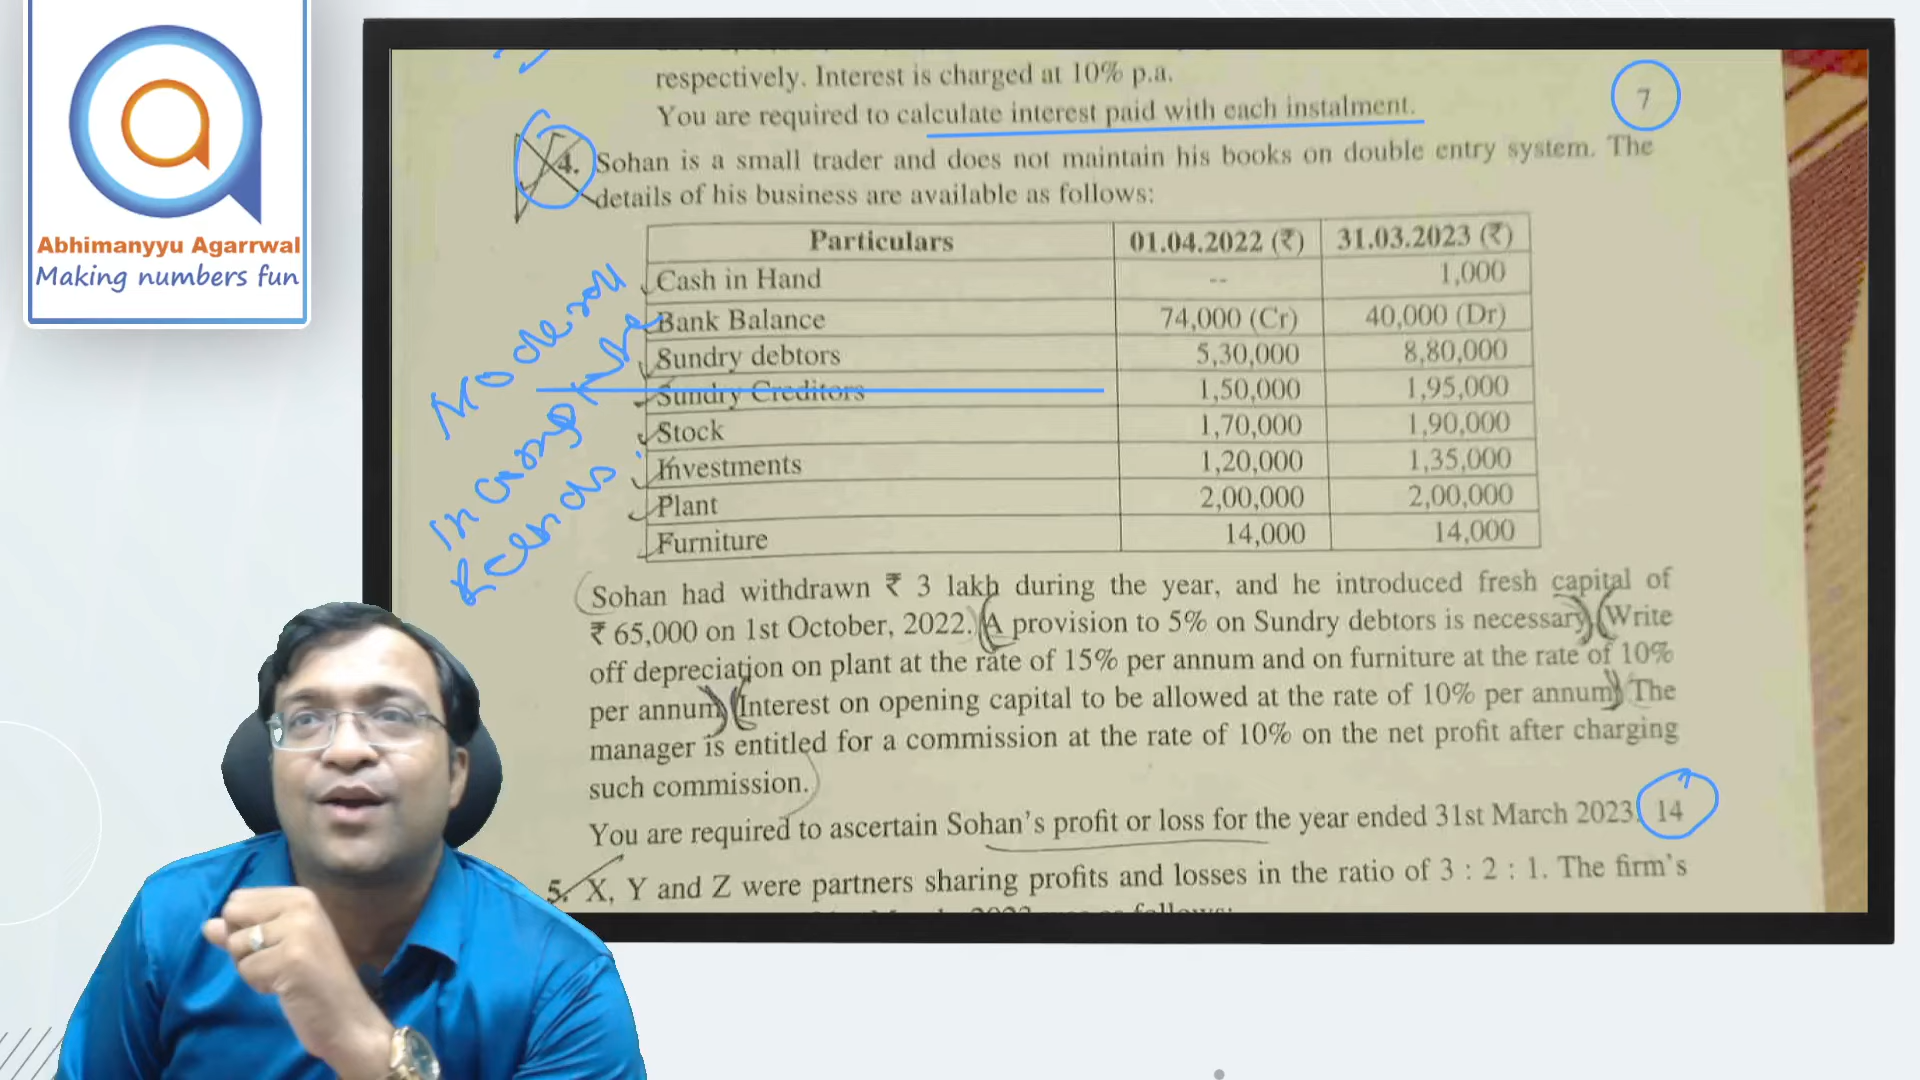 Abhimanyyu Agarrwal
Making numbers fun
respectively. Interest is charged at 10% p.a.
You are required to calculate interest paid with each instalment. 7
4. Sohan is a small trader and does not maintain his books on double entry system. The
details of his business are available as follows:
Particulars 01.04.2022 (₹) 31.03.2023 (₹)
Cash in Hand -- 1,000
Bank Balance 74,000 (Cr) 40,000 (Dr)
Sundry debtors 5,30,000 8,80,000
Sundry Creditors 1,50,000 1,95,000
Stock 1,70,000 1,90,000
Investments 1,20,000 1,35,000
Plant 2,00,000 2,00,000
Furniture 14,000 14,000
Sohan had withdrawn ₹ 3 lakh during the year, and he introduced fresh capital of
₹ 65,000 on 1st October, 2022. A provision to 5% on Sundry debtors is necessary. Write
off depreciation on plant at the rate of 15% per annum and on furniture at the rate of 10%
per annum. Interest on opening capital to be allowed at the rate of 10% per annum. The
manager is entitled for a commission at the rate of 10% on the net profit after charging
such commission.
You are required to ascertain Sohan's profit or loss for the year ended 31st March 2023. 14
5. X, Y and Z were partners sharing profits and losses in the ratio of 3 : 2 : 1. The firm's